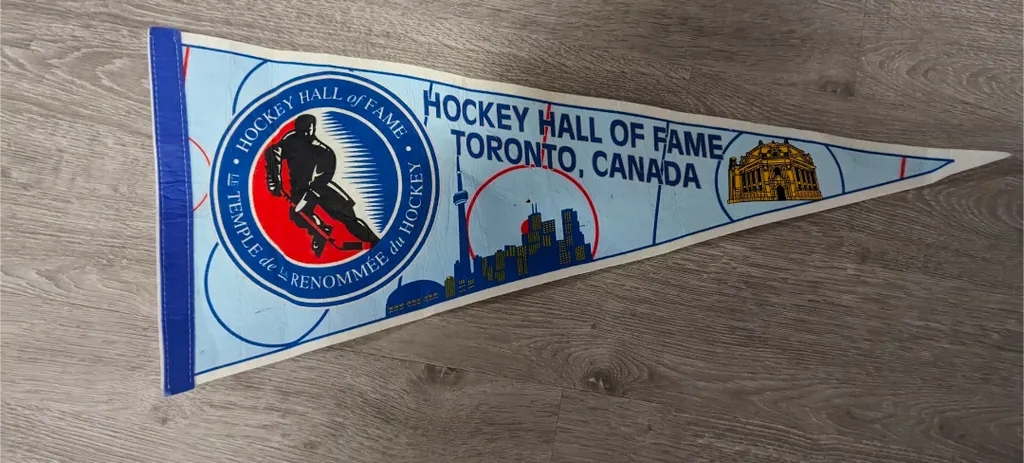 HOCKEY HALL of FAME
LE TEMPLE de LA RENOMMÉE du HOCKEY
HOCKEY HALL OF FAME
TORONTO, CANADA